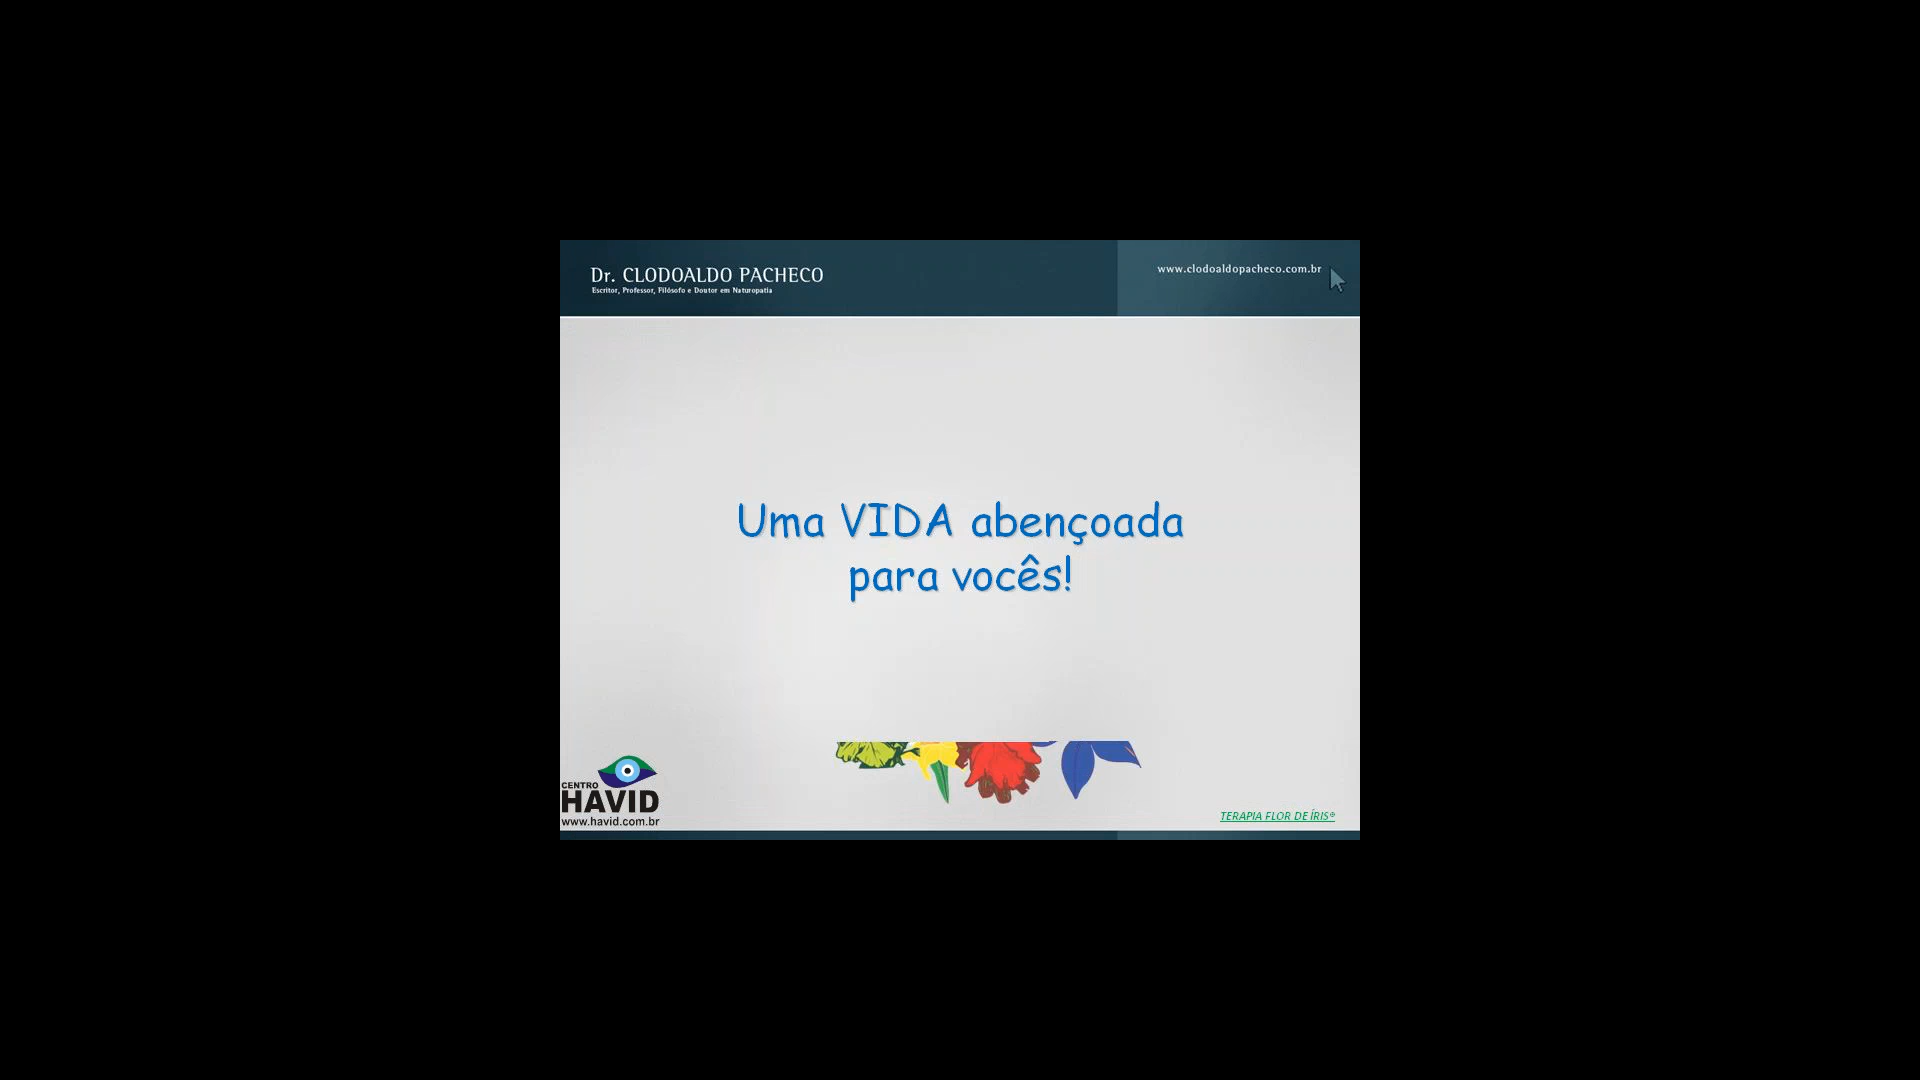 Dr. CLODOALDO PACHECO
Escritor, Professor, Filósofo e Doutor em Naturopatia
www.clodoaldopacheco.com.br
Uma VIDA abençoada
para vocês!
CENTRO
HAVID
www.havid.com.br
TERAPIA FLOR DE ÍRIS®